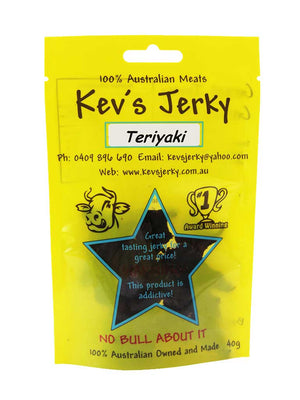 100% Australian Meats
Kev's Jerky
Teriyaki
Ph: 0409 896 690 Email: kevsjerky@yahoo.com
Web: www.kevsjerky.com.au
#1
Award Winning
Great
tasting jerky for a
great price!
This product is
addictive!
NO BULL ABOUT IT
100% Australian Owned and Made 40g